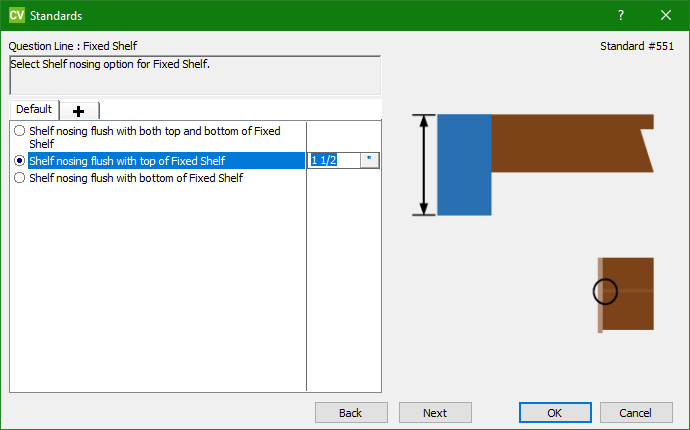 CV Standards ?
Question Line : Fixed Shelf
Standard #551
Select Shelf nosing option for Fixed Shelf.
Default
Shelf nosing flush with both top and bottom of Fixed
Shelf
Shelf nosing flush with top of Fixed Shelf 1 1/2 "
Shelf nosing flush with bottom of Fixed Shelf
Back Next OK Cancel